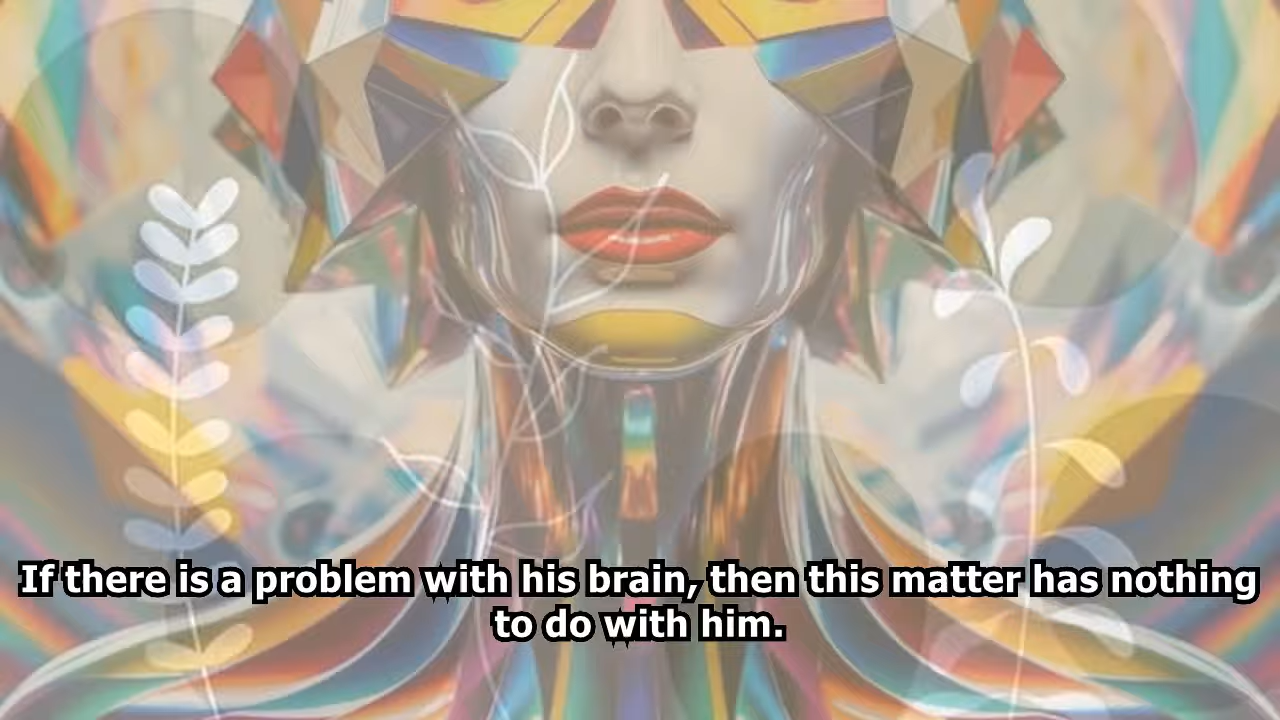 If there is a problem with his brain, then this matter has nothing
to do with him.